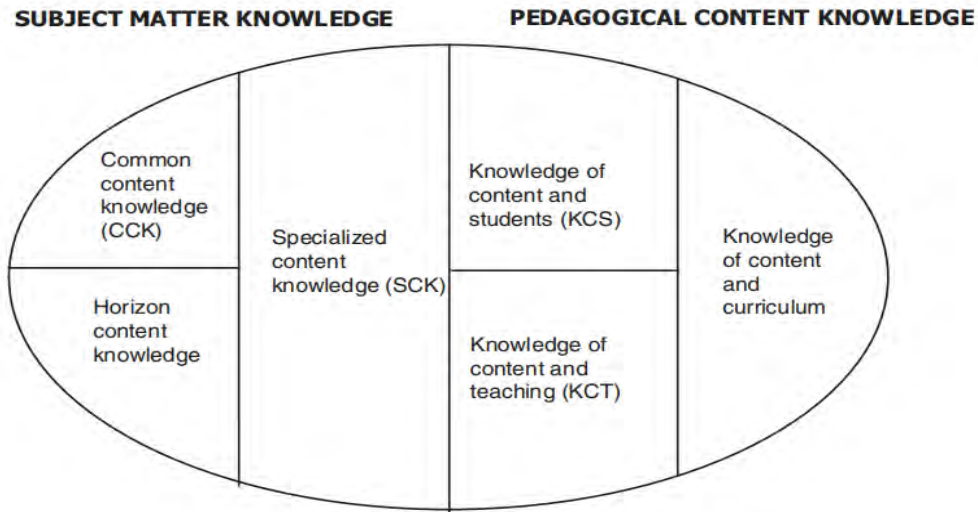 SUBJECT MATTER KNOWLEDGE
PEDAGOGICAL CONTENT KNOWLEDGE
Common
content
knowledge
(CCK)
Horizon
content
knowledge
Specialized
content
knowledge (SCK)
Knowledge of
content and
students (KCS)
Knowledge of
content and
teaching (KCT)
Knowledge
of content
and
curriculum